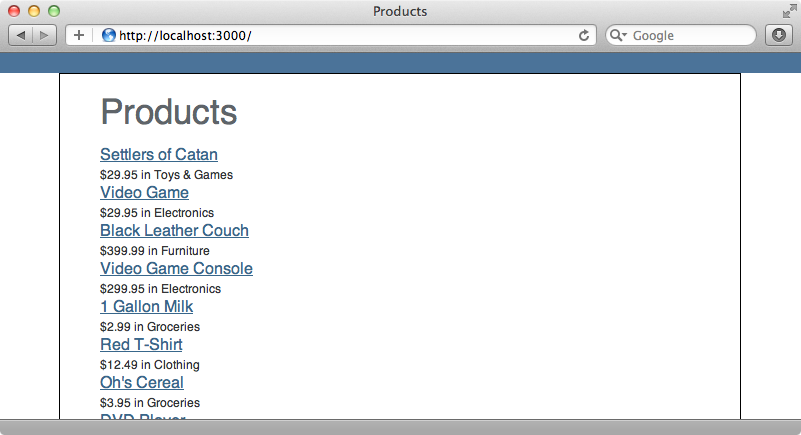 Products
http://localhost:3000/
Google
Products
Settlers of Catan
$29.95 in Toys & Games
Video Game
$29.95 in Electronics
Black Leather Couch
$399.99 in Furniture
Video Game Console
$299.95 in Electronics
1 Gallon Milk
$2.99 in Groceries
Red T-Shirt
$12.49 in Clothing
Oh's Cereal
$3.95 in Groceries
DVD Player